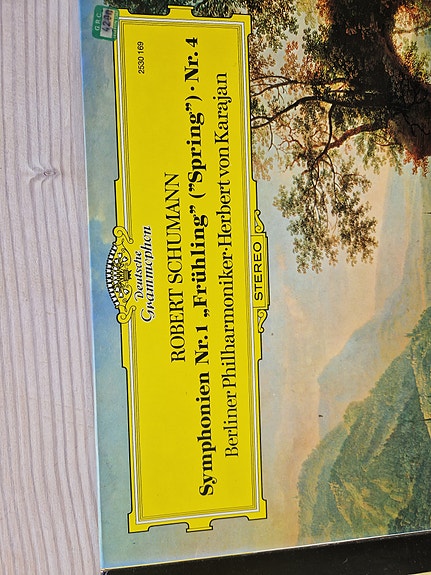 Deutsche
Grammophon
2530 169
ROBERT SCHUMANN
Symphonien Nr. 1 „Frühling” (”Spring”) · Nr. 4
Berliner Philharmoniker · Herbert von Karajan
STEREO